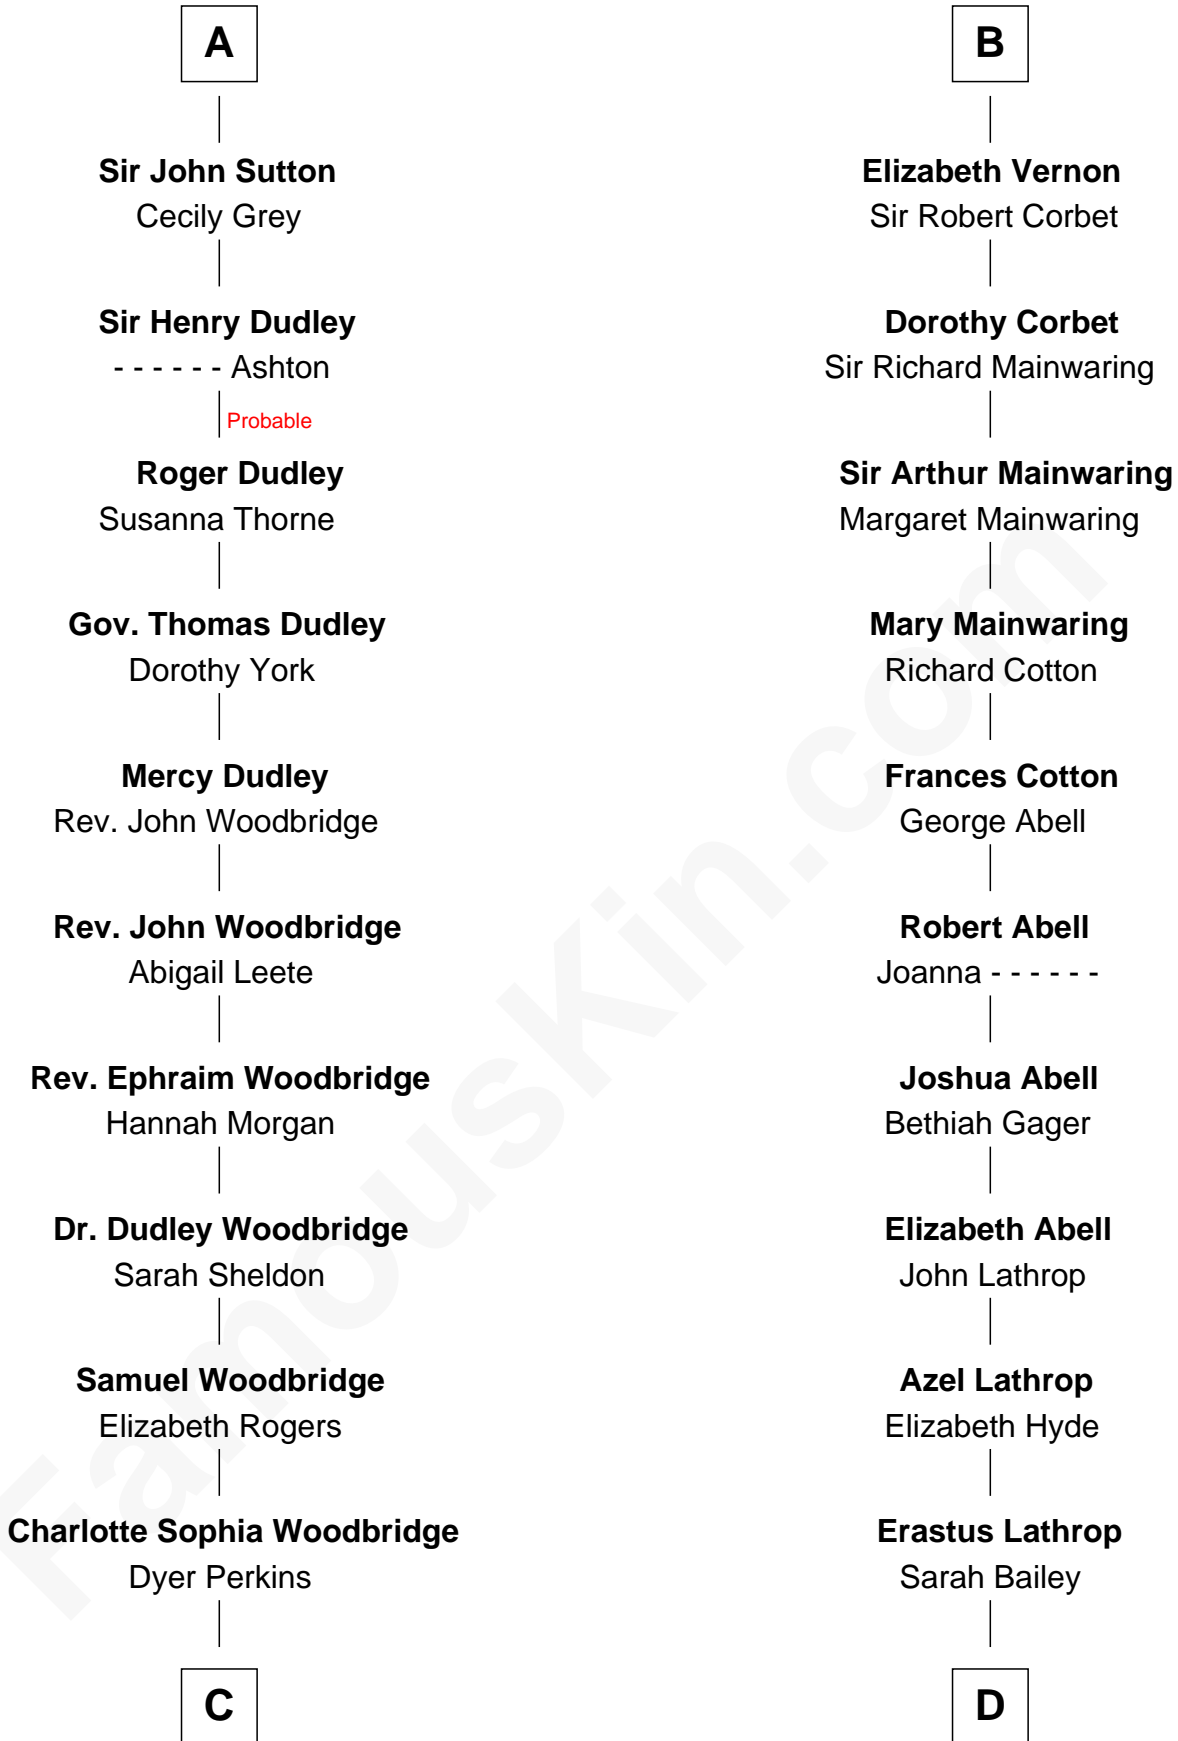 A
Sir John Sutton
Cecily Grey
Sir Henry Dudley
- - - - - - Ashton
Probable
Roger Dudley
Susanna Thorne
Gov. Thomas Dudley
Dorothy York
Mercy Dudley
Rev. John Woodbridge
Rev. John Woodbridge
Abigail Leete
Rev. Ephraim Woodbridge
Hannah Morgan
Dr. Dudley Woodbridge
Sarah Sheldon
Samuel Woodbridge
Elizabeth Rogers
Charlotte Sophia Woodbridge
Dyer Perkins
C
B
Elizabeth Vernon
Sir Robert Corbet
Dorothy Corbet
Sir Richard Mainwaring
Sir Arthur Mainwaring
Margaret Mainwaring
Mary Mainwaring
Richard Cotton
Frances Cotton
George Abell
Robert Abell
Joanna - - - - - -
Joshua Abell
Bethiah Gager
Elizabeth Abell
John Lathrop
Azel Lathrop
Elizabeth Hyde
Erastus Lathrop
Sarah Bailey
D
FamousKin.com